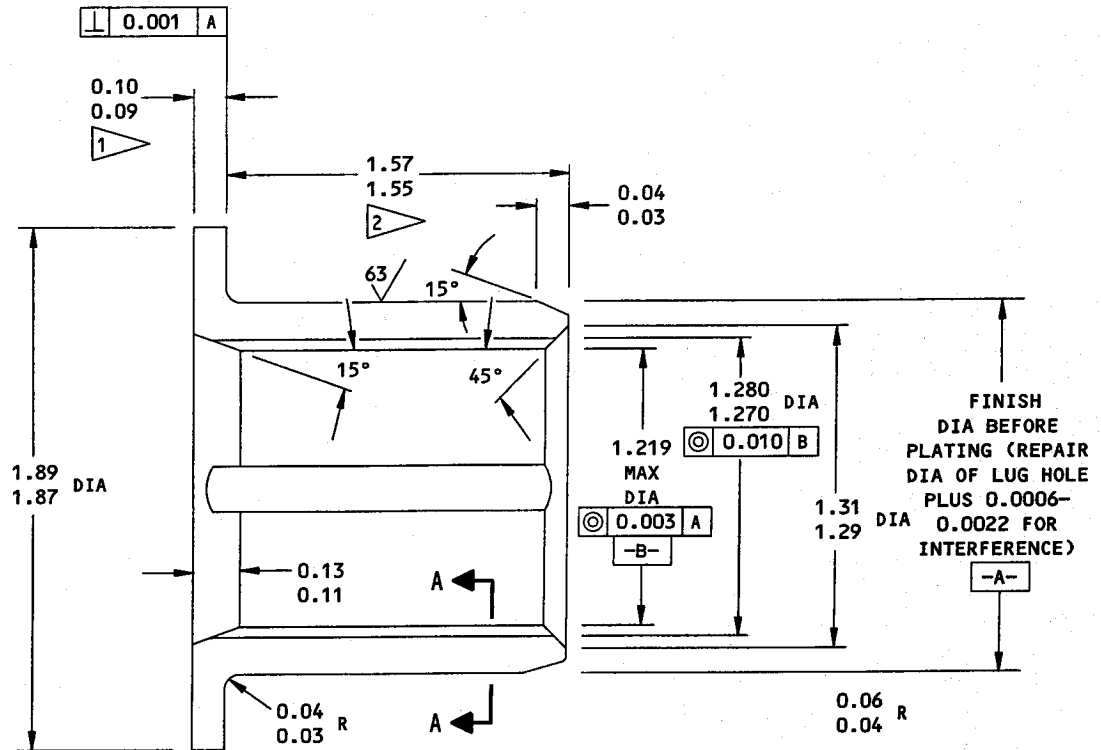 ⊥ 0.001 A
0.10
0.09
1
1.57
1.55
2
0.04
0.03
63
15°
15°
45°
1.280
1.270 DIA
◎ 0.010 B
1.219
MAX
DIA
◎ 0.003 A
-B-
1.31
1.29 DIA
FINISH
DIA BEFORE
PLATING (REPAIR
DIA OF LUG HOLE
PLUS 0.0006-
0.0022 FOR
INTERFERENCE)
-A-
1.89
1.87 DIA
0.13
0.11
A
A
0.04
0.03 R
0.06
0.04 R